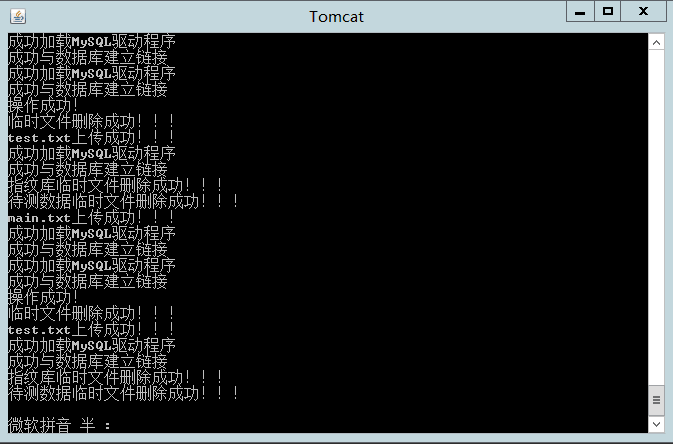 Tomcat
成功加载MySQL驱动程序
成功与数据库建立链接
成功加载MySQL驱动程序
成功与数据库建立链接
操作成功!
临时文件删除成功!!!
test.txt上传成功!!!
成功加载MySQL驱动程序
成功与数据库建立链接
指纹库临时文件删除成功!!!
待测数据临时文件删除成功!!!
main.txt上传成功!!!
成功加载MySQL驱动程序
成功与数据库建立链接
成功加载MySQL驱动程序
成功与数据库建立链接
操作成功!
临时文件删除成功!!!
test.txt上传成功!!!
成功加载MySQL驱动程序
成功与数据库建立链接
指纹库临时文件删除成功!!!
待测数据临时文件删除成功!!!
微软拼音 半 :